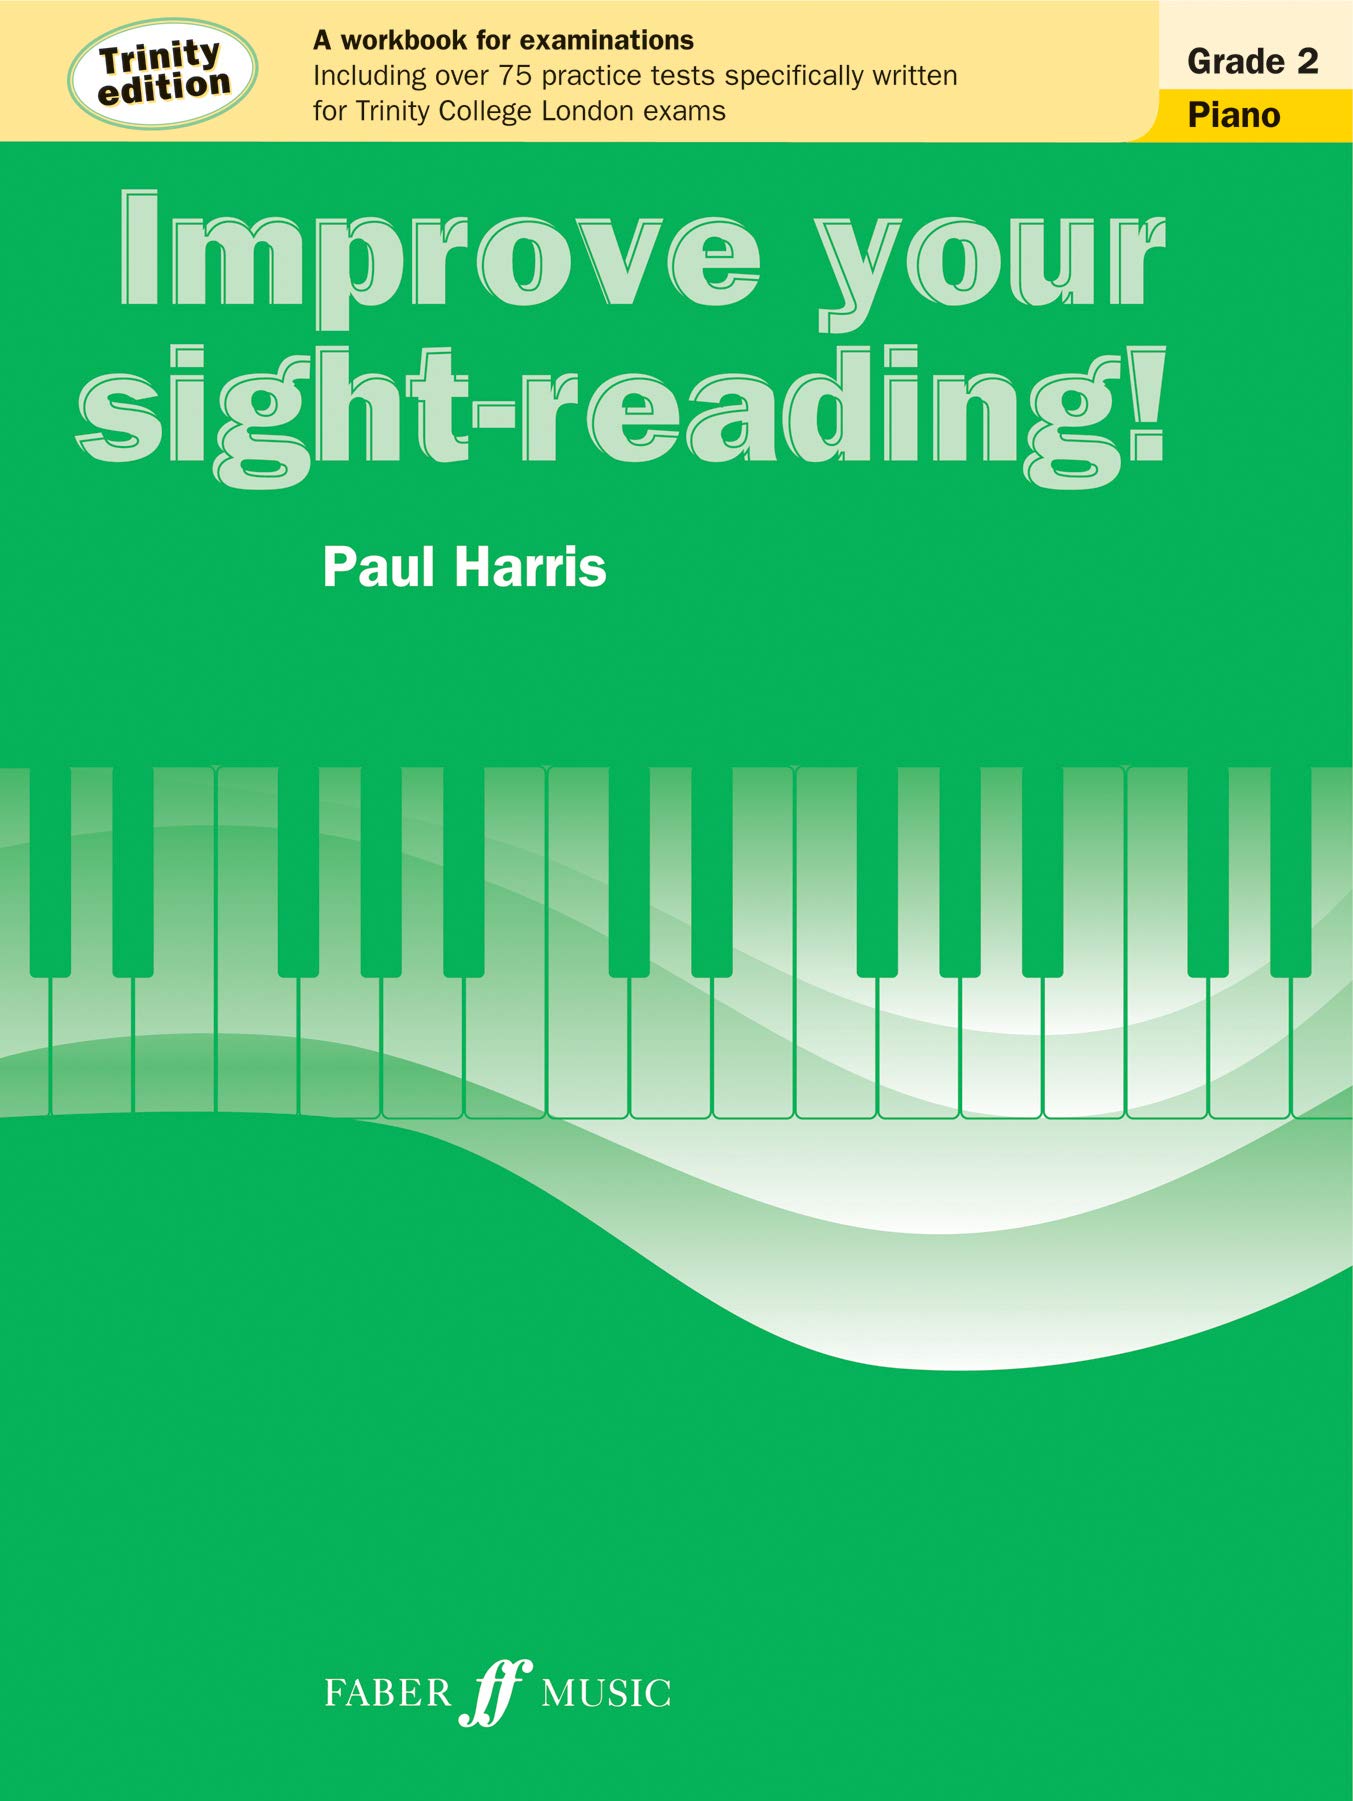 Trinity
edition
A workbook for examinations
Including over 75 practice tests specifically written
for Trinity College London exams
Grade 2
Piano
Improve your
sight-reading!
Paul Harris
FABER ff MUSIC